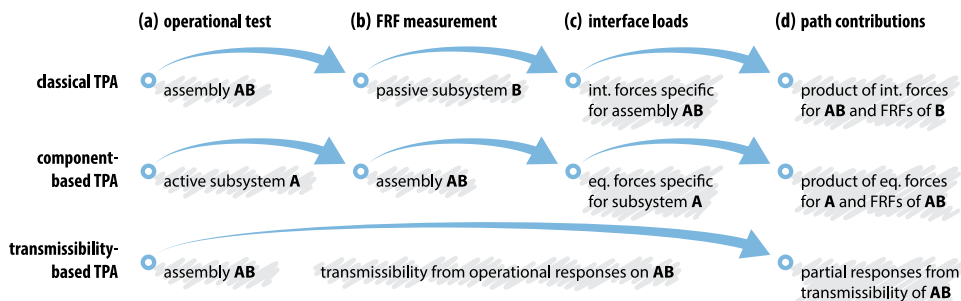 (a) operational test (b) FRF measurement (c) interface loads (d) path contributions
classical TPA
assembly AB
passive subsystem B
int. forces specific
for assembly AB
product of int. forces
for AB and FRFs of B
component-
based TPA
active subsystem A
assembly AB
eq. forces specific
for subsystem A
product of eq. forces
for A and FRFs of AB
transmissibility-
based TPA
assembly AB
transmissibility from operational responses on AB
partial responses from
transmissibility of AB